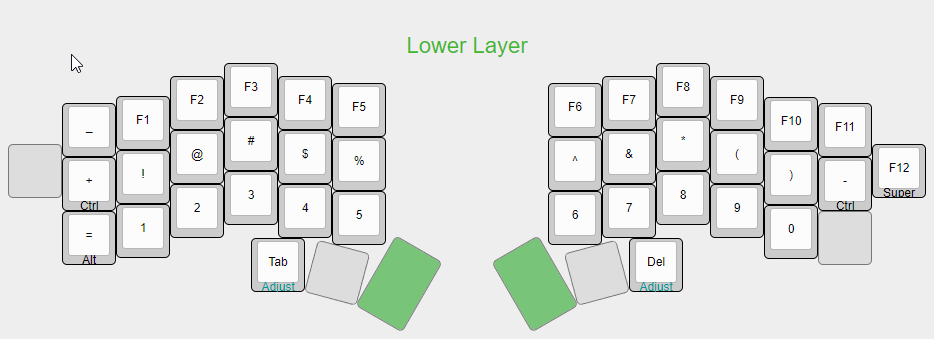 Lower Layer
_ F1 F2 F3 F4 F5 F6 F7 F8 F9 F10 F11
+ ! @ # $ % ^ & * ( ) - F12
Ctrl Ctrl Super
= 1 2 3 4 5 6 7 8 9 0
Alt
Tab Del
Adjust Adjust